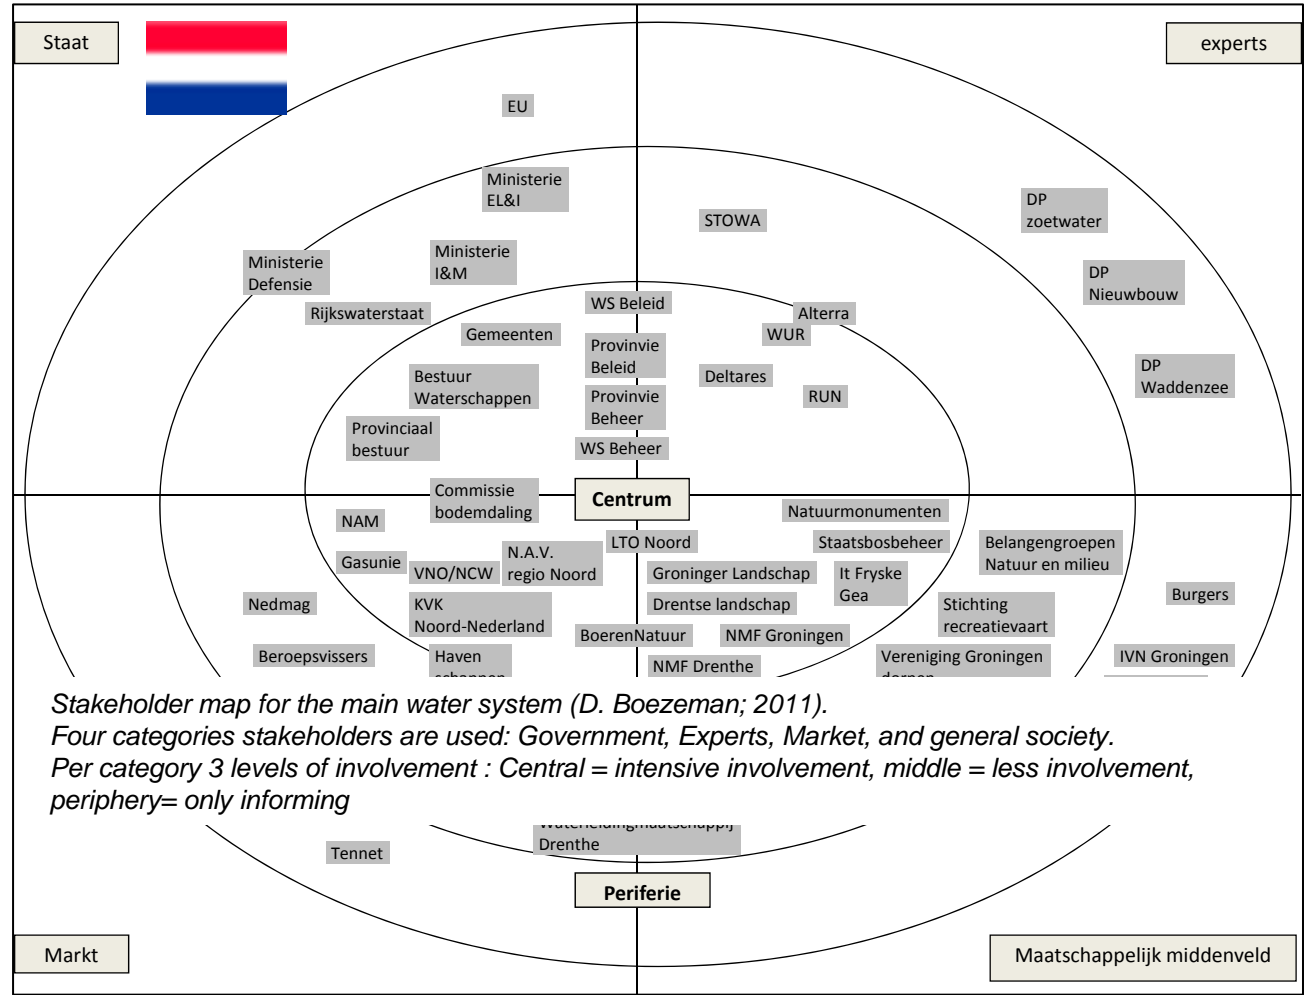 Staat
experts
EU
Ministerie
EL&I
STOWA
DP
zoetwater
Ministerie
I&M
Ministerie
Defensie
DP
Nieuwbouw
WS Beleid
Rijkswaterstaat
Alterra
Gemeenten
WUR
Provinvie
Beleid
DP
Waddenzee
Bestuur
Waterschappen
Deltares
Provinvie
Beheer
RUN
Provinciaal
bestuur
WS Beheer
Commissie
bodemdaling
Centrum
Natuurmonumenten
NAM
LTO Noord
Staatsbosbeheer
Belangengroepen
Natuur en milieu
N.A.V.
regio Noord
Gasunie
VNO/NCW
Groninger Landschap
It Fryske
Gea
Burgers
Nedmag
KVK
Noord-Nederland
Drentse landschap
Stichting
recreatievaart
BoerenNatuur
NMF Groningen
Beroepsvissers
Haven
schappen
NMF Drenthe
Vereniging Groningen
dorpen
IVN Groningen
Stakeholder map for the main water system (D. Boezeman; 2011).
Four categories stakeholders are used: Government, Experts, Market, and general society.
Per category 3 levels of involvement : Central = intensive involvement, middle = less involvement,
periphery= only informing
Waterleidingmaatschappij
Drenthe
Tennet
Periferie
Markt
Maatschappelijk middenveld